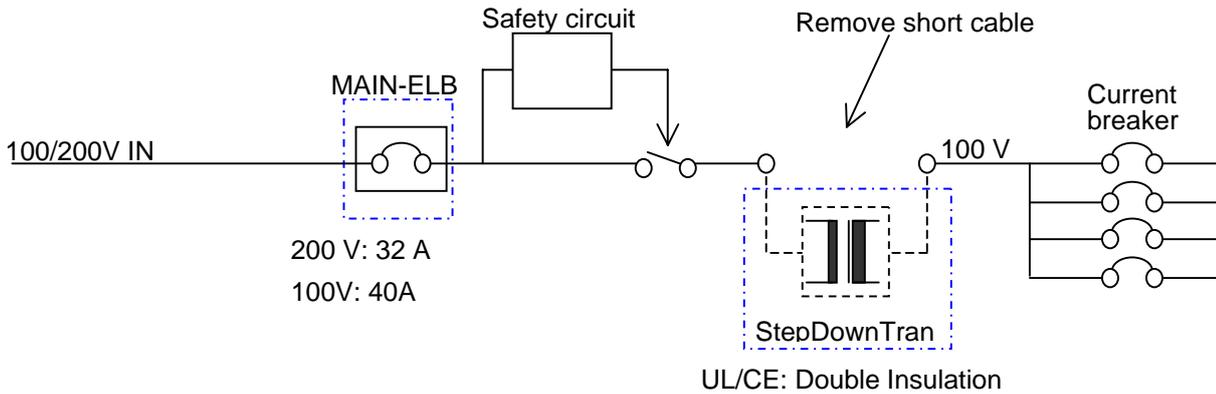 Safety circuit
Remove short cable
MAIN-ELB
Current
breaker
100/200V IN
100 V
200 V: 32 A
100V: 40A
StepDownTran
UL/CE: Double Insulation